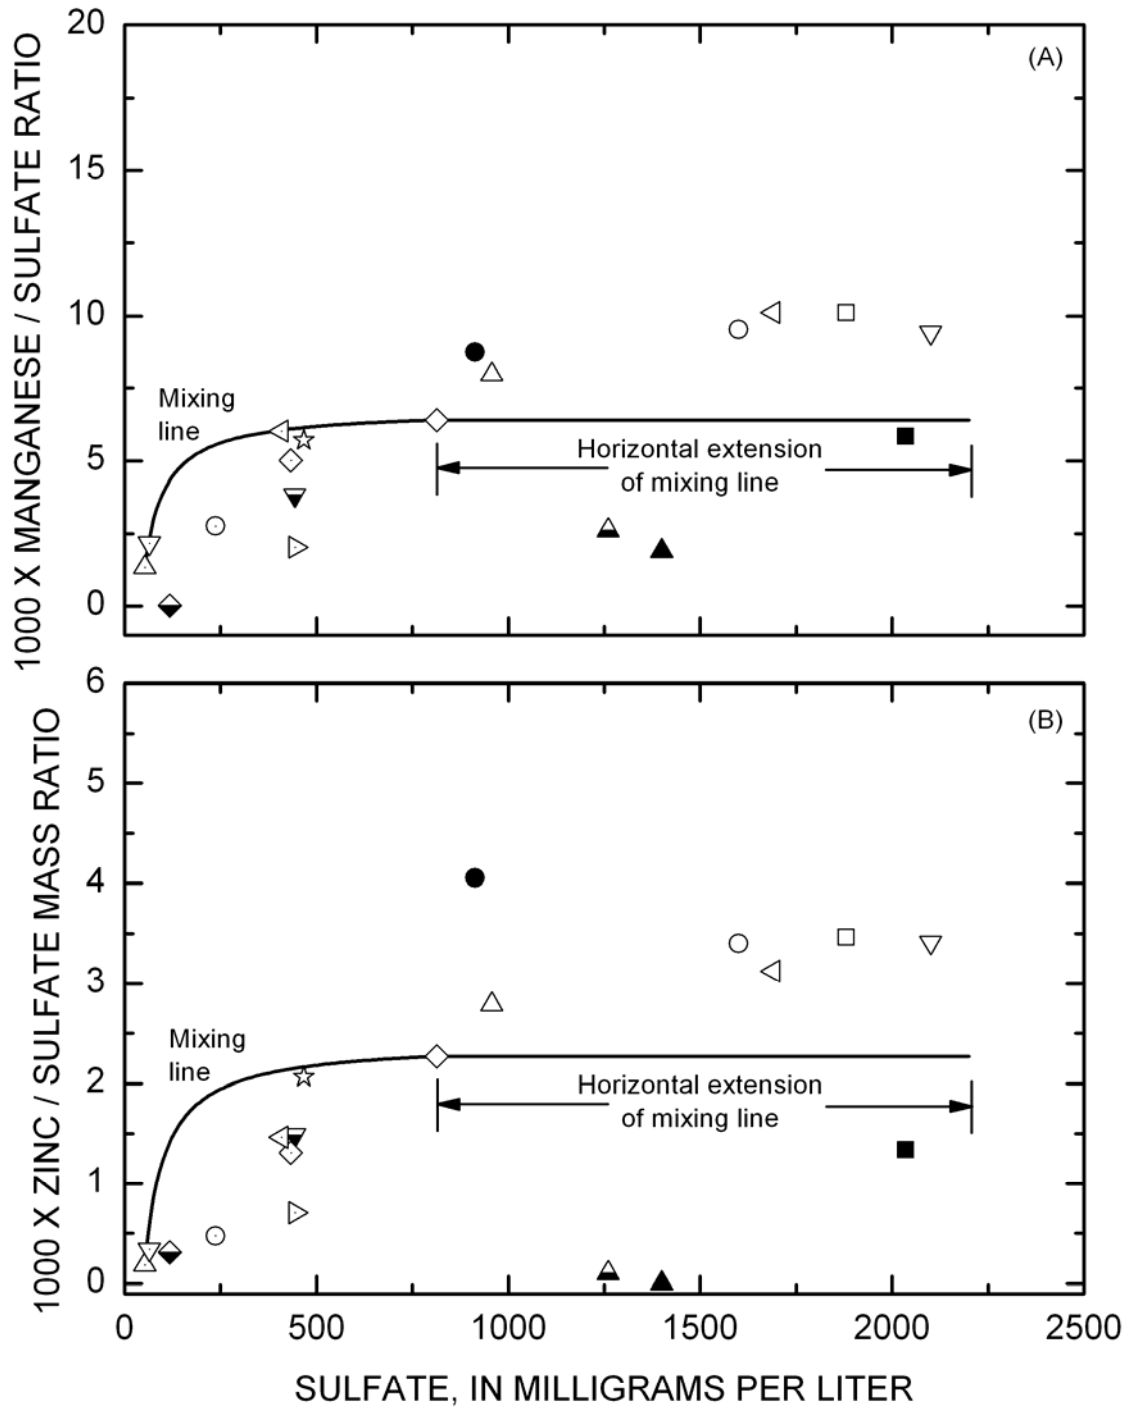 1000 X MANGANESE / SULFATE RATIO
20
15
10
5
0
(A)
Mixing
line
Horizontal extension
of mixing line
1000 X ZINC / SULFATE MASS RATIO
6
5
4
3
2
1
0
(B)
Mixing
line
Horizontal extension
of mixing line
0 500 1000 1500 2000 2500
SULFATE, IN MILLIGRAMS PER LITER